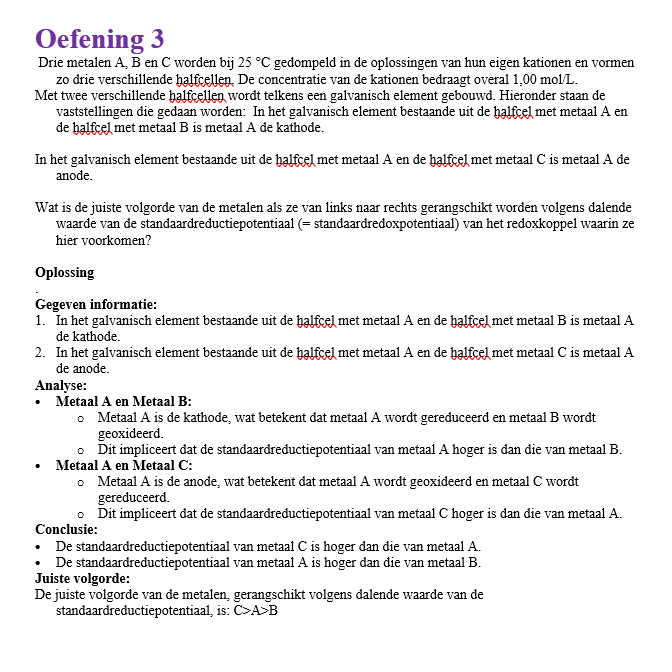 Oefening 3
Drie metalen A, B en C worden bij 25 °C gedompeld in de oplossingen van hun eigen kationen en vormen
zo drie verschillende halfcellen. De concentratie van de kationen bedraagt overal 1,00 mol/L.
Met twee verschillende halfcellen wordt telkens een galvanisch element gebouwd. Hieronder staan de
vaststellingen die gedaan worden: In het galvanisch element bestaande uit de halfcel met metaal A en
de halfcel met metaal B is metaal A de kathode.
In het galvanisch element bestaande uit de halfcel met metaal A en de halfcel met metaal C is metaal A de
anode.
Wat is de juiste volgorde van de metalen als ze van links naar rechts gerangschikt worden volgens dalende
waarde van de standaardreductiepotentiaal (= standaardredoxpotentiaal) van het redoxkoppel waarin ze
hier voorkomen?
Oplossing
.
Gegeven informatie:
1. In het galvanisch element bestaande uit de halfcel met metaal A en de halfcel met metaal B is metaal A
de kathode.
2. In het galvanisch element bestaande uit de halfcel met metaal A en de halfcel met metaal C is metaal A
de anode.
Analyse:
• Metaal A en Metaal B:
o Metaal A is de kathode, wat betekent dat metaal A wordt gereduceerd en metaal B wordt
geoxideerd.
o Dit impliceert dat de standaardreductiepotentiaal van metaal A hoger is dan die van metaal B.
• Metaal A en Metaal C:
o Metaal A is de anode, wat betekent dat metaal A wordt geoxideerd en metaal C wordt
gereduceerd.
o Dit impliceert dat de standaardreductiepotentiaal van metaal C hoger is dan die van metaal A.
Conclusie:
• De standaardreductiepotentiaal van metaal C is hoger dan die van metaal A.
• De standaardreductiepotentiaal van metaal A is hoger dan die van metaal B.
Juiste volgorde:
De juiste volgorde van de metalen, gerangschikt volgens dalende waarde van de
standaardreductiepotentiaal, is: C>A>B